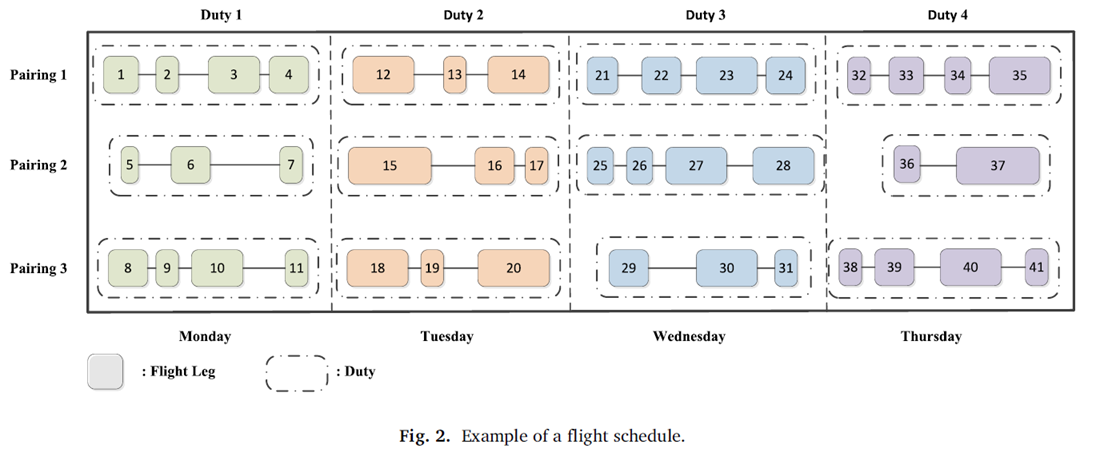 Duty 1 Duty 2 Duty 3 Duty 4
Pairing 1 1 2 3 4 12 13 14 21 22 23 24 32 33 34 35
Pairing 2 5 6 7 15 16 17 25 26 27 28 36 37
Pairing 3 8 9 10 11 18 19 20 29 30 31 38 39 40 41
Monday Tuesday Wednesday Thursday
: Flight Leg : Duty
Fig. 2. Example of a flight schedule.